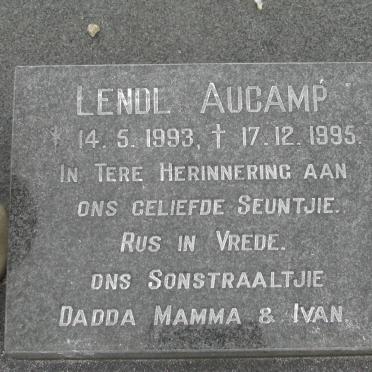 LENDL AUCAMP
* 14. 5. 1993, † 17. 12. 1995.
IN TERE HERINNERING AAN
ONS GELIEFDE SEUNTJIE.
RUS IN VREDE.
ONS SONSTRAALTJIE
DADDA MAMMA & IVAN